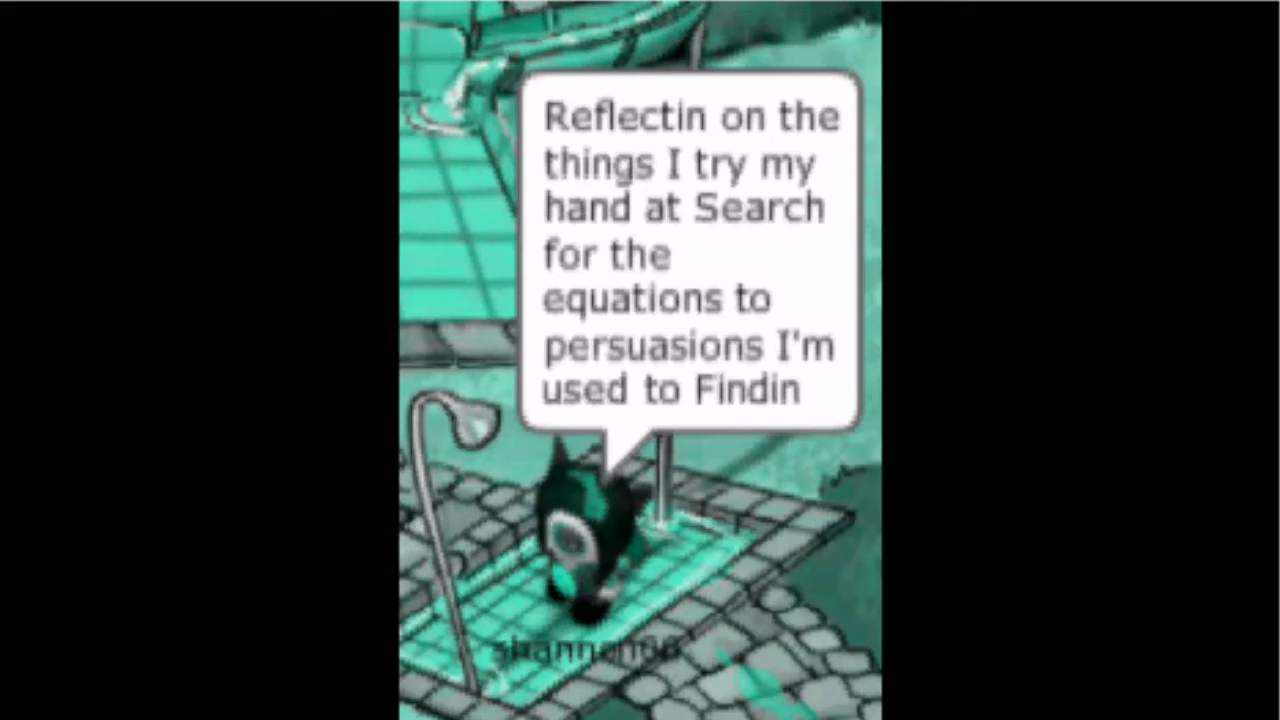 Reflectin on the
things I try my
hand at Search
for the
equations to
persuasions I'm
used to Findin